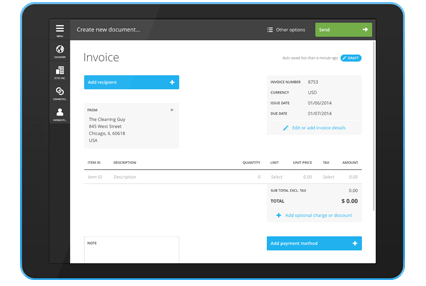 Create new document...
Other options
Send
MENU
Invoice
Auto saved less than a minute ago
DRAFT
Add recipient
INVOICE NUMBER 8753
CURRENCY USD
ISSUE DATE 01/06/2014
DUE DATE 01/07/2014
Edit or add invoice details
FROM
The Cleaning Guy
845 West Street
Chicago, IL 60618
USA
ITEM ID DESCRIPTION QUANTITY UNIT UNIT PRICE TAX AMOUNT
Item ID Description 0 Select 0.00 Select 0.00
SUB TOTAL EXCL. TAX 0.00
TOTAL $ 0.00
Add optional charge or discount
NOTE
Add payment method